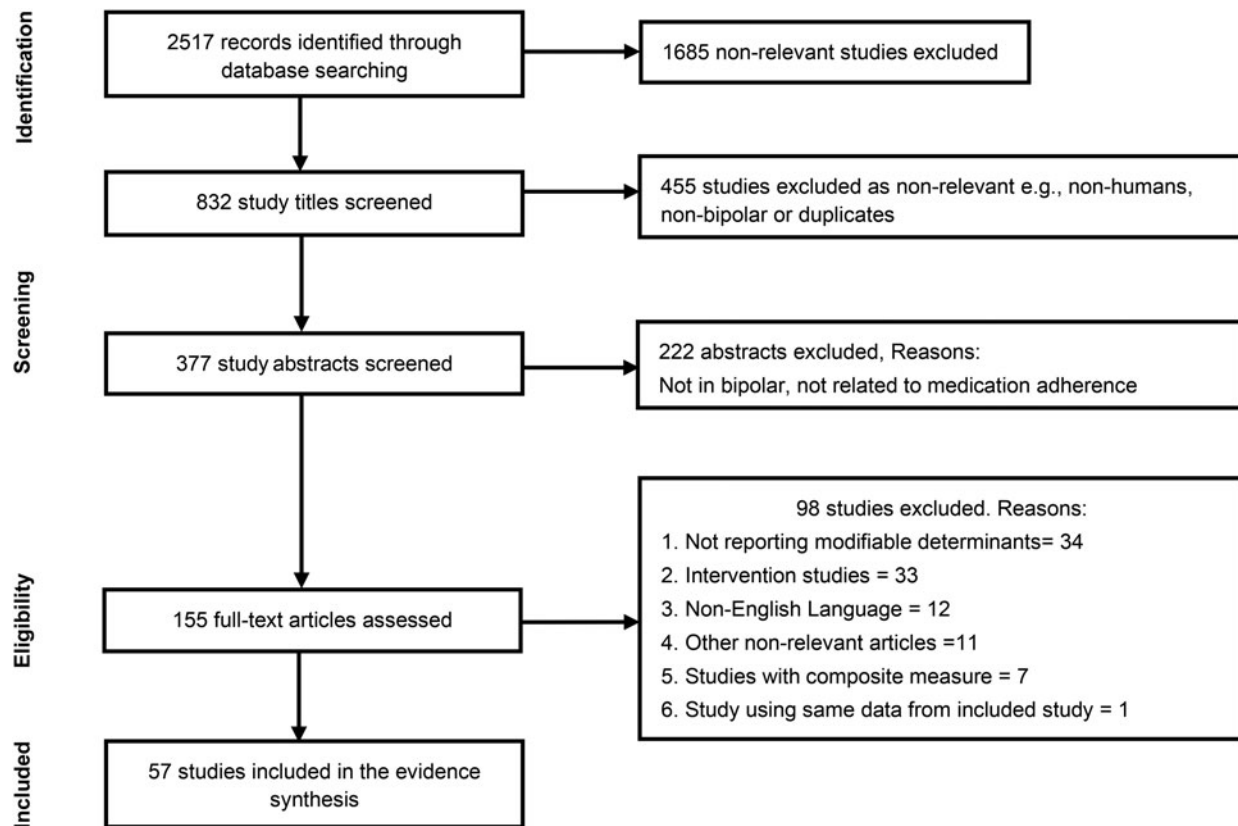 Identification
2517 records identified through
database searching
1685 non-relevant studies excluded
832 study titles screened
455 studies excluded as non-relevant e.g., non-humans,
non-bipolar or duplicates
Screening
377 study abstracts screened
222 abstracts excluded, Reasons:
Not in bipolar, not related to medication adherence
Eligibility
155 full-text articles assessed
98 studies excluded. Reasons:
1. Not reporting modifiable determinants= 34
2. Intervention studies = 33
3. Non-English Language = 12
4. Other non-relevant articles =11
5. Studies with composite measure = 7
6. Study using same data from included study = 1
Included
57 studies included in the evidence
synthesis